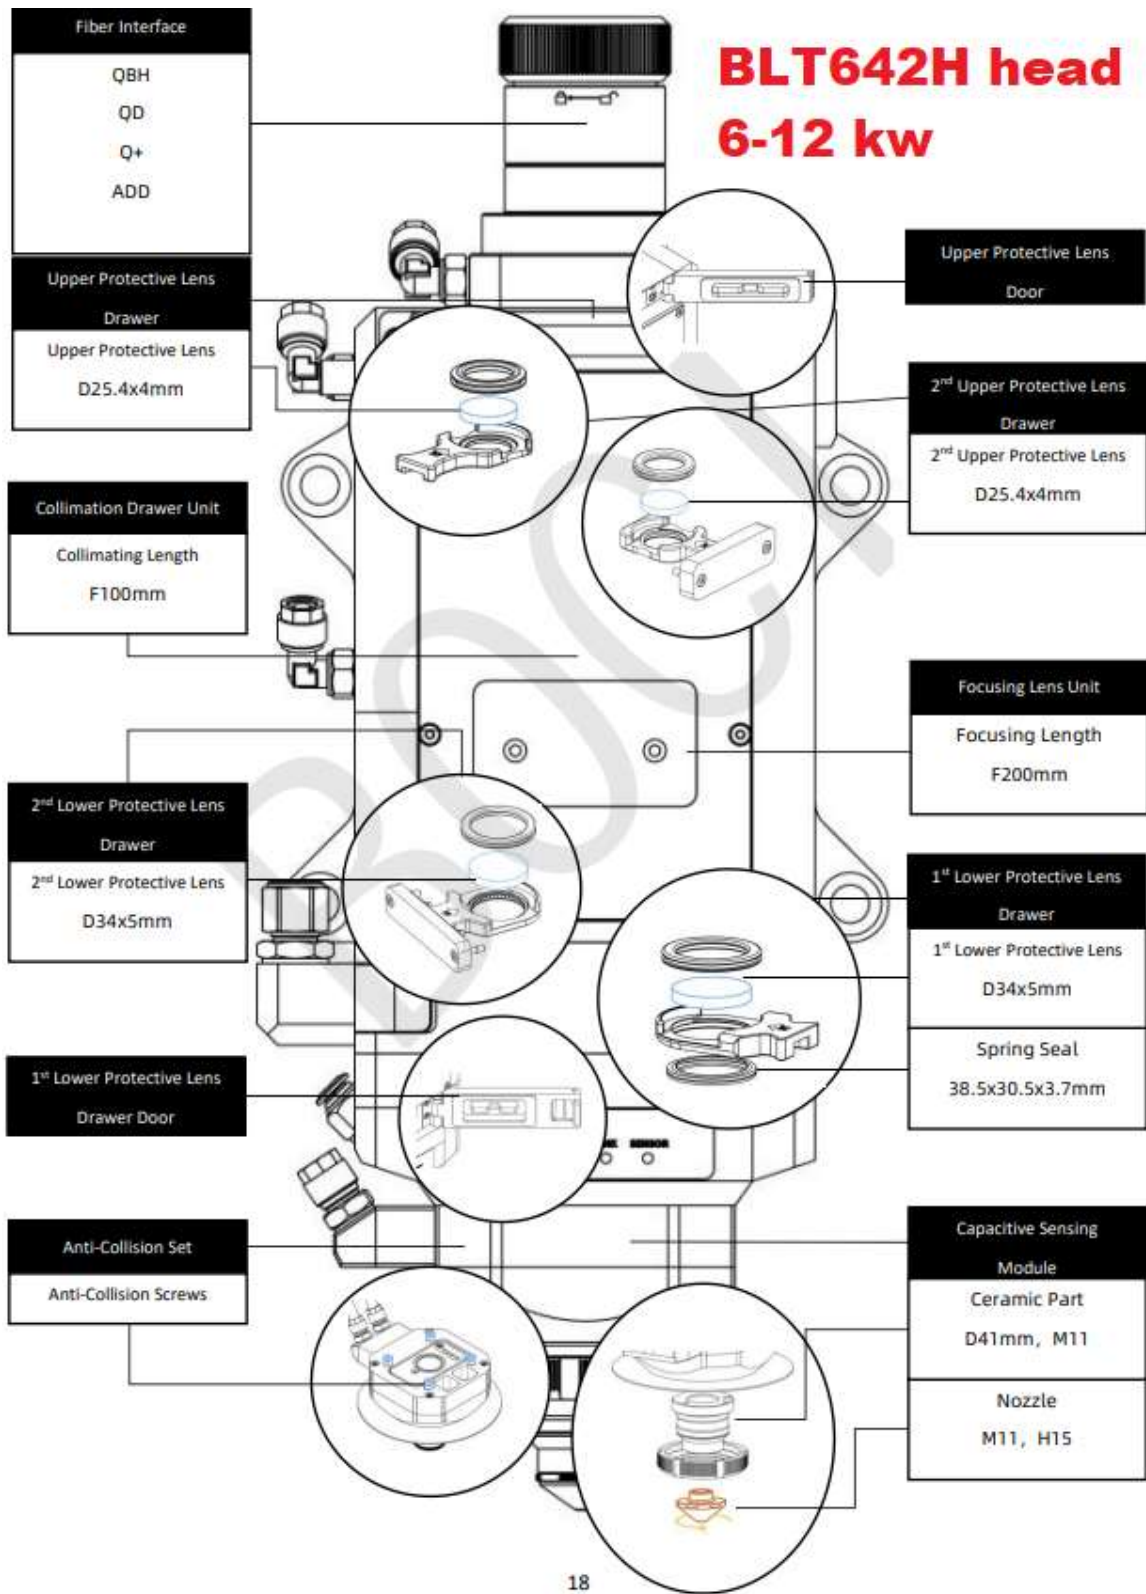 BLT642H head
6-12 kw
Fiber Interface
QBH
QD
Q+
ADD
Upper Protective Lens
Drawer
Upper Protective Lens
D25.4x4mm
Upper Protective Lens
Door
2nd Upper Protective Lens
Drawer
2nd Upper Protective Lens
D25.4x4mm
Collimation Drawer Unit
Collimating Length
F100mm
Focusing Lens Unit
Focusing Length
F200mm
2nd Lower Protective Lens
Drawer
2nd Lower Protective Lens
D34x5mm
1st Lower Protective Lens
Drawer
1st Lower Protective Lens
D34x5mm
Spring Seal
38.5x30.5x3.7mm
1st Lower Protective Lens
Drawer Door
SENSOR
Anti-Collision Set
Anti-Collision Screws
Capacitive Sensing
Module
Ceramic Part
D41mm, M11
Nozzle
M11, H15
BOCI
18